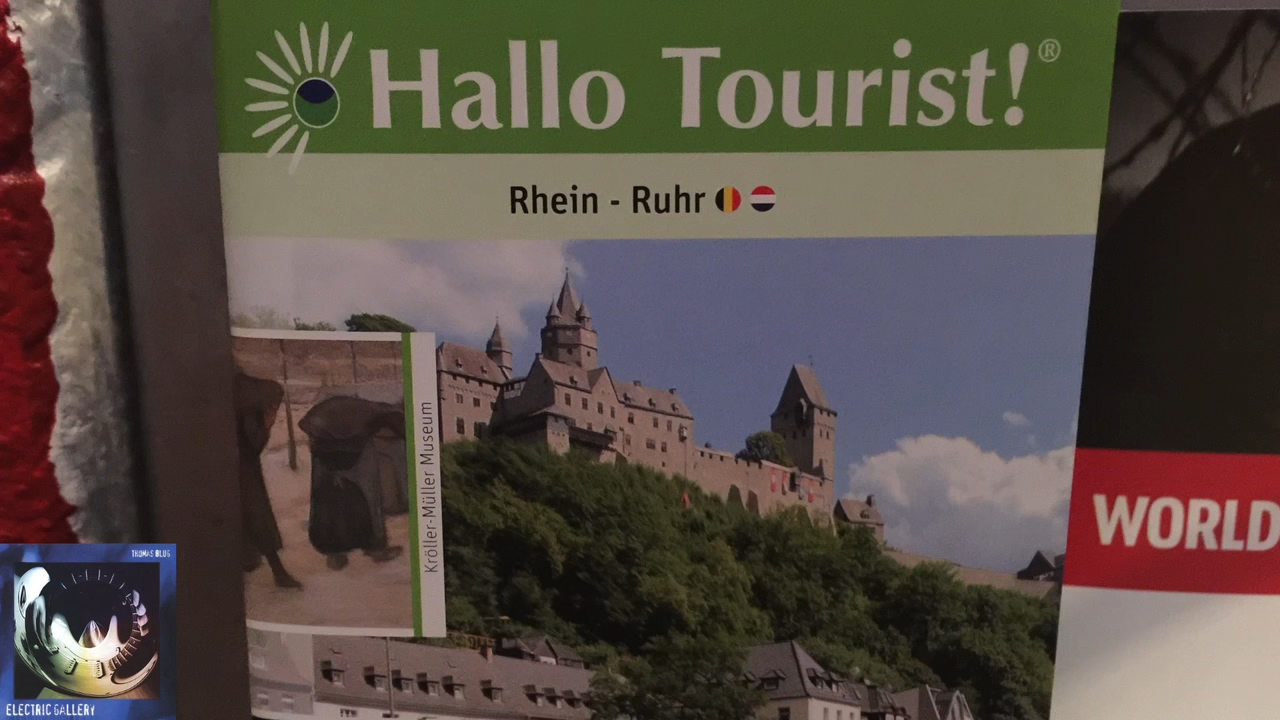 Hallo Tourist!®
Rhein - Ruhr
Kröller-Müller Museum
WORLD
THOMAS BLUG
ELECTRIC GALLERY